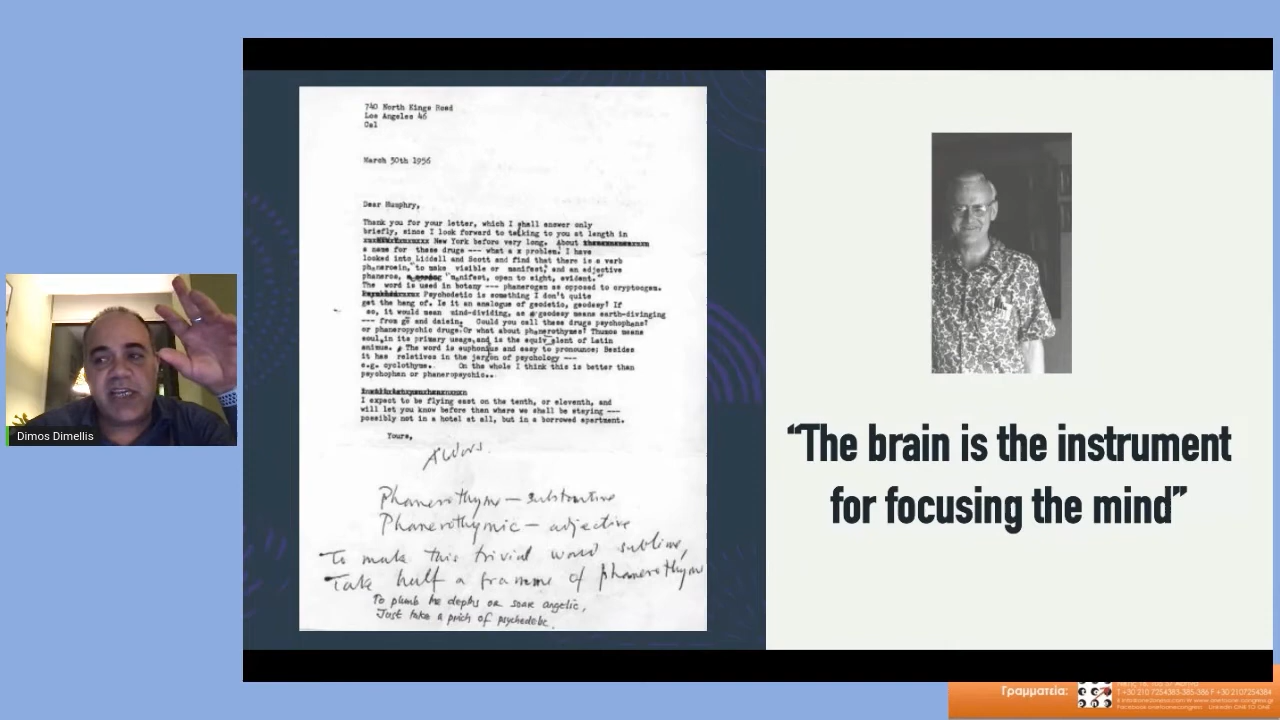 740 North Kings Road
Los Angeles 46
Cal
March 30th 1956
Dear Humphry,
Thank you for your letter, which I shall answer only
briefly, since I look forward to talking to you at length in
New York before very long. About
a name for these drugs --- what a x problem! I have
looked into Liddell and Scott and find that there is a verb
phaneroein, "to make visible or manifest," and an adjective
phaneros, "manifest, open to sight, evident."
The word is used in botany --- phanerogam as opposed to cryptogam.
Psychodetic is something I don't quite
get the hang of. Is it an analogue of geodetic, geodesy? If
so, it would mean mind-dividing, as geodesy means earth-divinging
--- from ge and daiein. Could you call these drugs psychophans?
or phaneropychic drugs. Or what about phanerothymes? Thumos means
soul, in its primary usage, and is the equivalent of Latin
animus. The word is euphonius and easy to pronounce; Besides
it has relatives in the jargon of psychology ---
e.g. cyclothyme. On the whole I think this is better than
psychophan or phaneropsychic..
I expect to be flying east on the tenth, or eleventh, and
will let you know before then where we shall be staying ---
possibly not in a hotel at all, but in a borrowed apartment.
Yours,
Aldous.
Phanerothyme — substantive
Phanerothymic — adjective
To make this trivial world sublime,
Take half a gramme of phanerothyme
To plumb the depths or soar angelic,
Just take a pinch of psychedelic.
Dimos Dimellis
“The brain is the instrument
for focusing the mind”
Γραμματεία:
T +30 210 7254383-385-386 F +30 2107254384